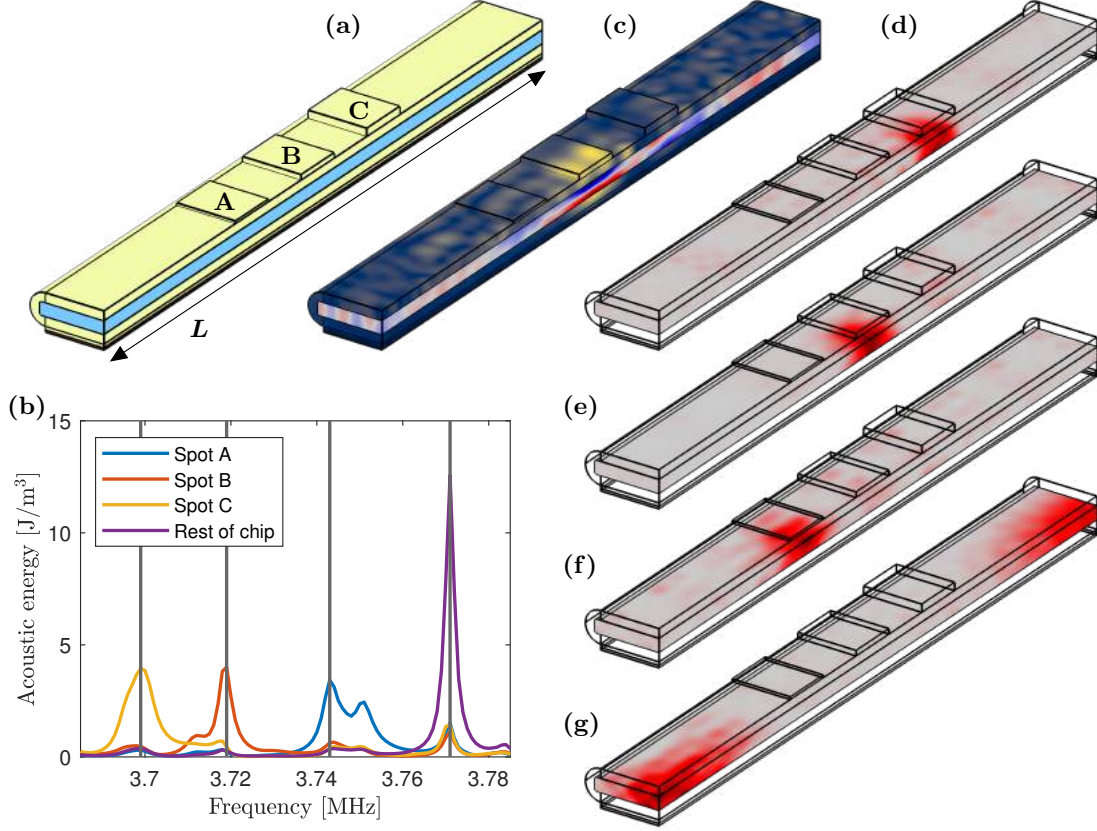 (a)
(c)
(d)
C
B
A
L
(b)
(e)
(f)
(g)
15
10
5
0
Acoustic energy [J/m³]
Spot A
Spot B
Spot C
Rest of chip
3.7
3.72
3.74
3.76
3.78
Frequency [MHz]